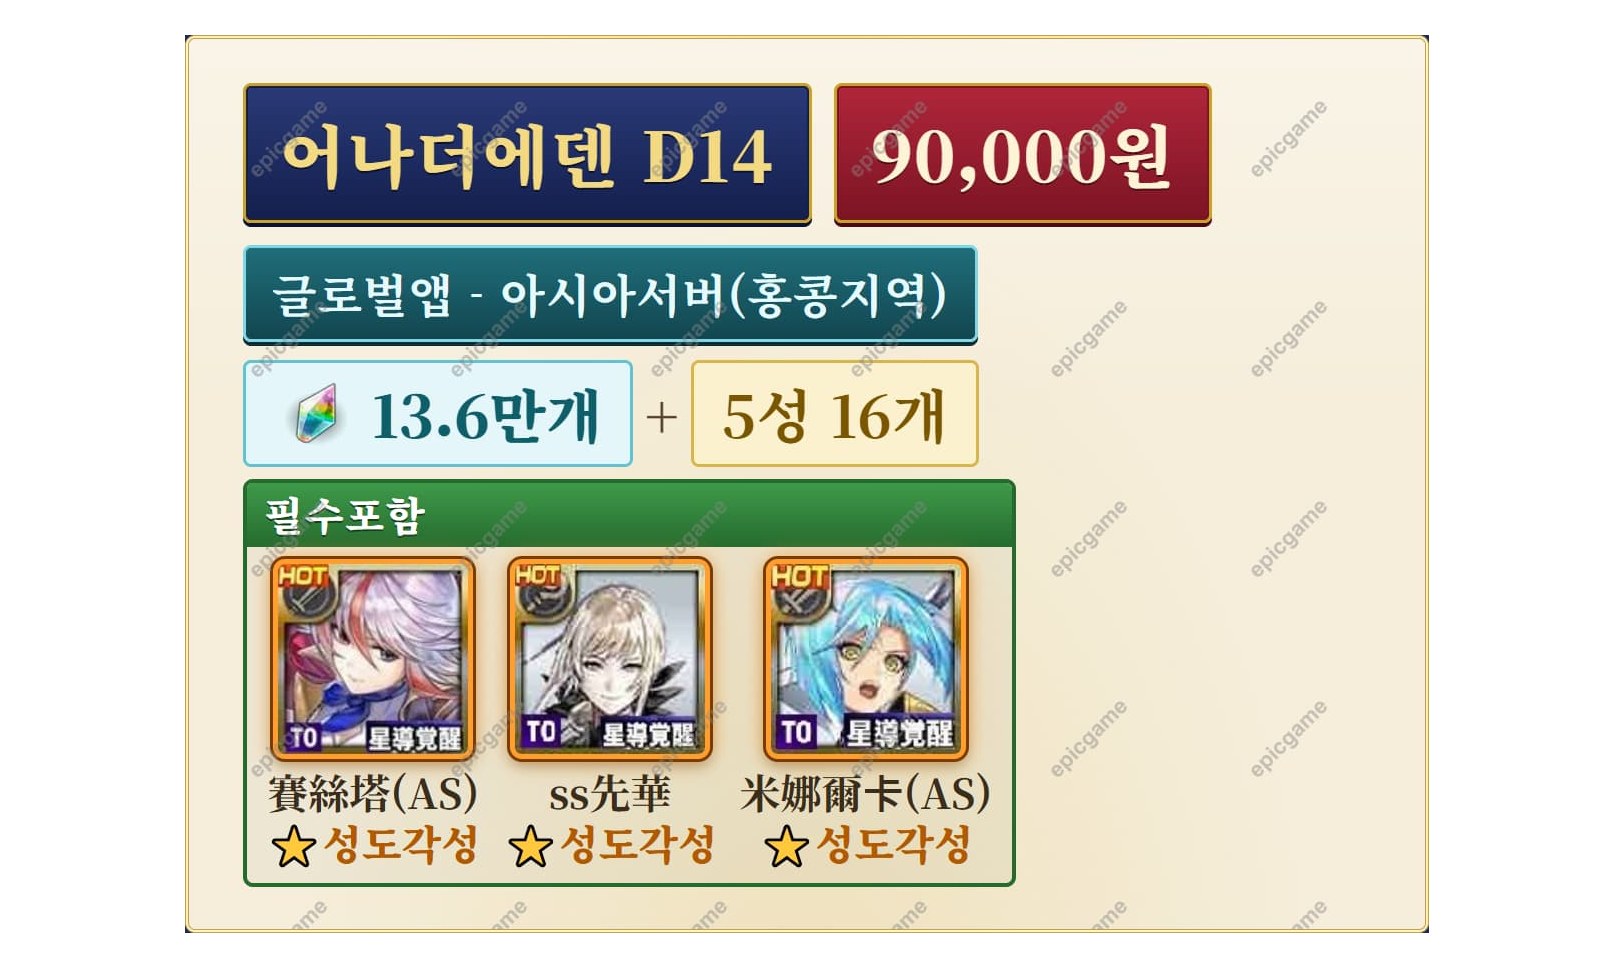 어나더에덴 D14
90,000원
글로벌앱 - 아시아서버(홍콩지역)
13.6만개 + 5성 16개
필수포함
HOT HOT HOT
TO 星導覚醒 TO 星導覚醒 TO 星導覚醒
賽絲塔(AS) ss先華 米娜爾卡(AS)
성도각성 성도각성 성도각성
epicgame